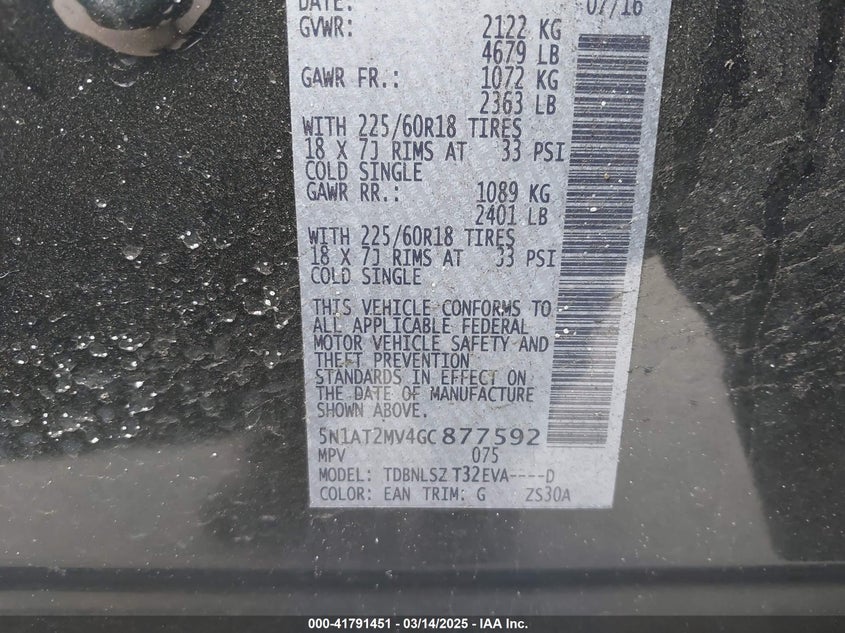 DATE: 07/16
GVWR: 2122 KG
4679 LB
GAWR FR.: 1072 KG
2363 LB
WITH 225/60R18 TIRES
18 X 7J RIMS AT 33 PSI
COLD SINGLE
GAWR RR.: 1089 KG
2401 LB
WITH 225/60R18 TIRES
18 X 7J RIMS AT 33 PSI
COLD SINGLE
THIS VEHICLE CONFORMS TO
ALL APPLICABLE FEDERAL
MOTOR VEHICLE SAFETY AND
THEFT PREVENTION
STANDARDS IN EFFECT ON
THE DATE OF MANUFACTURE
SHOWN ABOVE.
5N1AT2MV4GC877592
MPV 075
MODEL: TDBNLSZ T32EVA----D
COLOR: EAN TRIM: G ZS30A
000-41791451 — 03/14/2025 — IAA Inc.